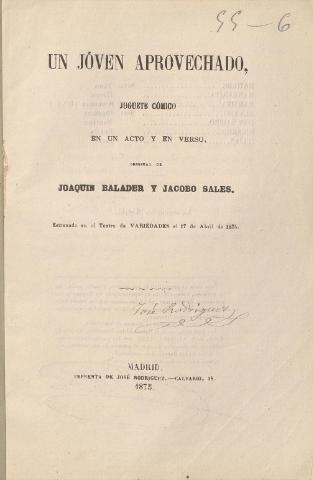 55-6
UN JÓVEN APROVECHADO,
JUGUETE CÓMICO
EN UN ACTO Y EN VERSO,
ORIGINAL DE
JOAQUIN BALADER Y JACOBO SALES.
Estrenado en el Teatro de VARIEDADES el 17 de Abril de 1875.
José Rodriguez
MADRID.
IMPRENTA DE JOSÉ RODRIGUEZ.—CALVARIO, 18.
1875.